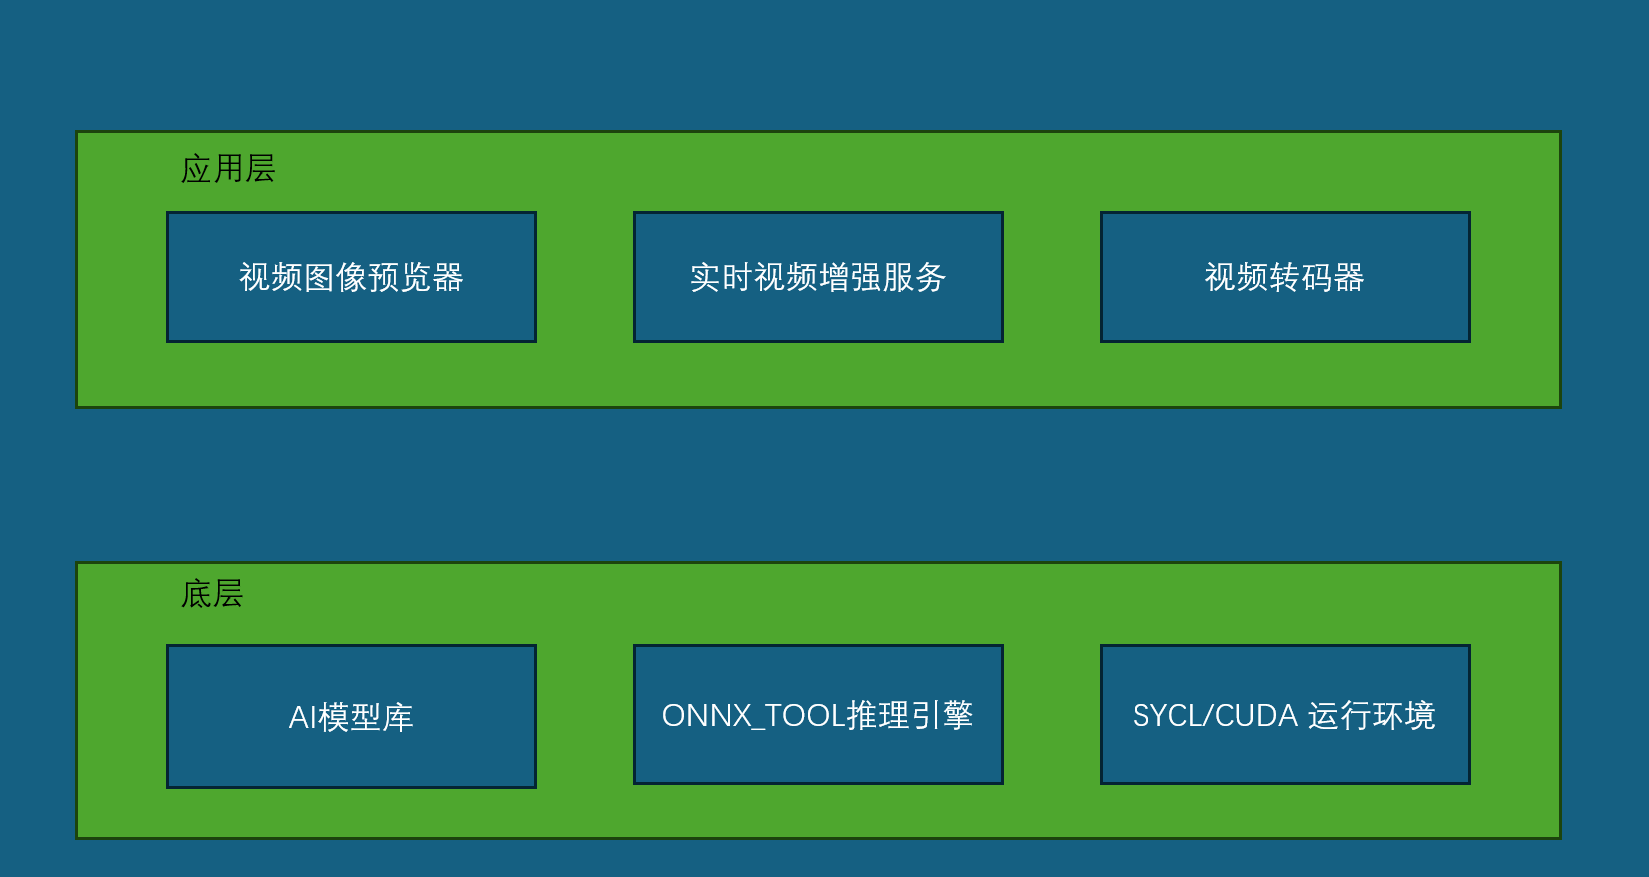 应用层
视频图像预览器
实时视频增强服务
视频转码器
底层
AI模型库
ONNX_TOOL推理引擎
SYCL/CUDA 运行环境